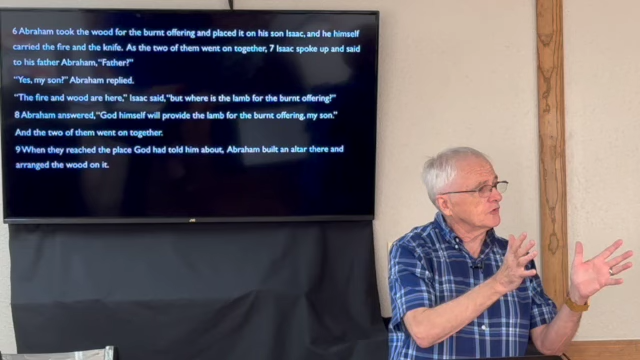 6 Abraham took the wood for the burnt offering and placed it on his son Isaac, and he himself
carried the fire and the knife. As the two of them went on together, 7 Isaac spoke up and said
to his father Abraham, “Father?”
“Yes, my son?” Abraham replied.
“The fire and wood are here,” Isaac said, “but where is the lamb for the burnt offering?”
8 Abraham answered, “God himself will provide the lamb for the burnt offering, my son.”
And the two of them went on together.
9 When they reached the place God had told him about, Abraham built an altar there and
arranged the wood on it.